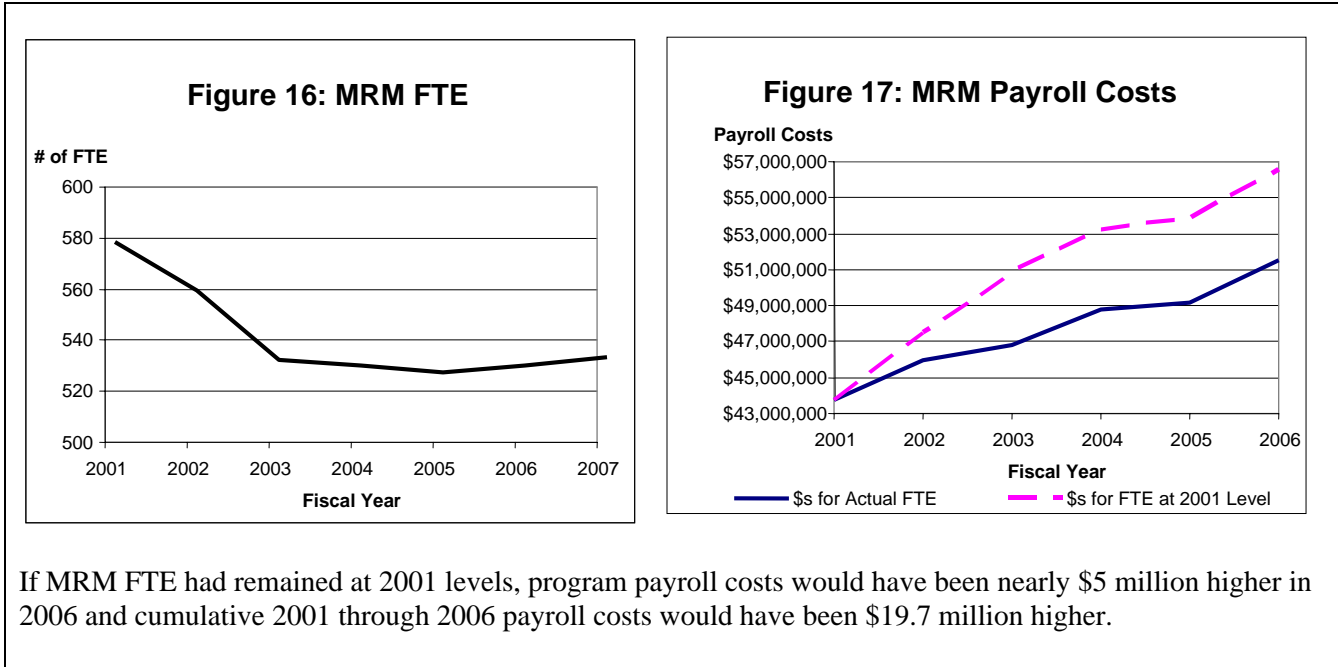 Figure 16: MRM FTE
# of FTE
600
580
560
540
520
500
2001 2002 2003 2004 2005 2006 2007
Fiscal Year
Figure 17: MRM Payroll Costs
Payroll Costs
$57,000,000
$55,000,000
$53,000,000
$51,000,000
$49,000,000
$47,000,000
$45,000,000
$43,000,000
2001 2002 2003 2004 2005 2006
Fiscal Year
$s for Actual FTE $s for FTE at 2001 Level
If MRM FTE had remained at 2001 levels, program payroll costs would have been nearly $5 million higher in
2006 and cumulative 2001 through 2006 payroll costs would have been $19.7 million higher.